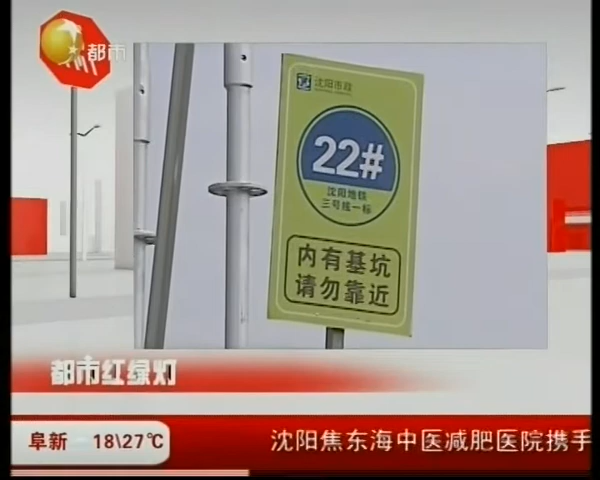 都市
沈阳市政
22#
沈阳地铁
三号线一标
内有基坑
请勿靠近
都市红绿灯
阜新 18\27℃
沈阳焦东海中医减肥医院携手